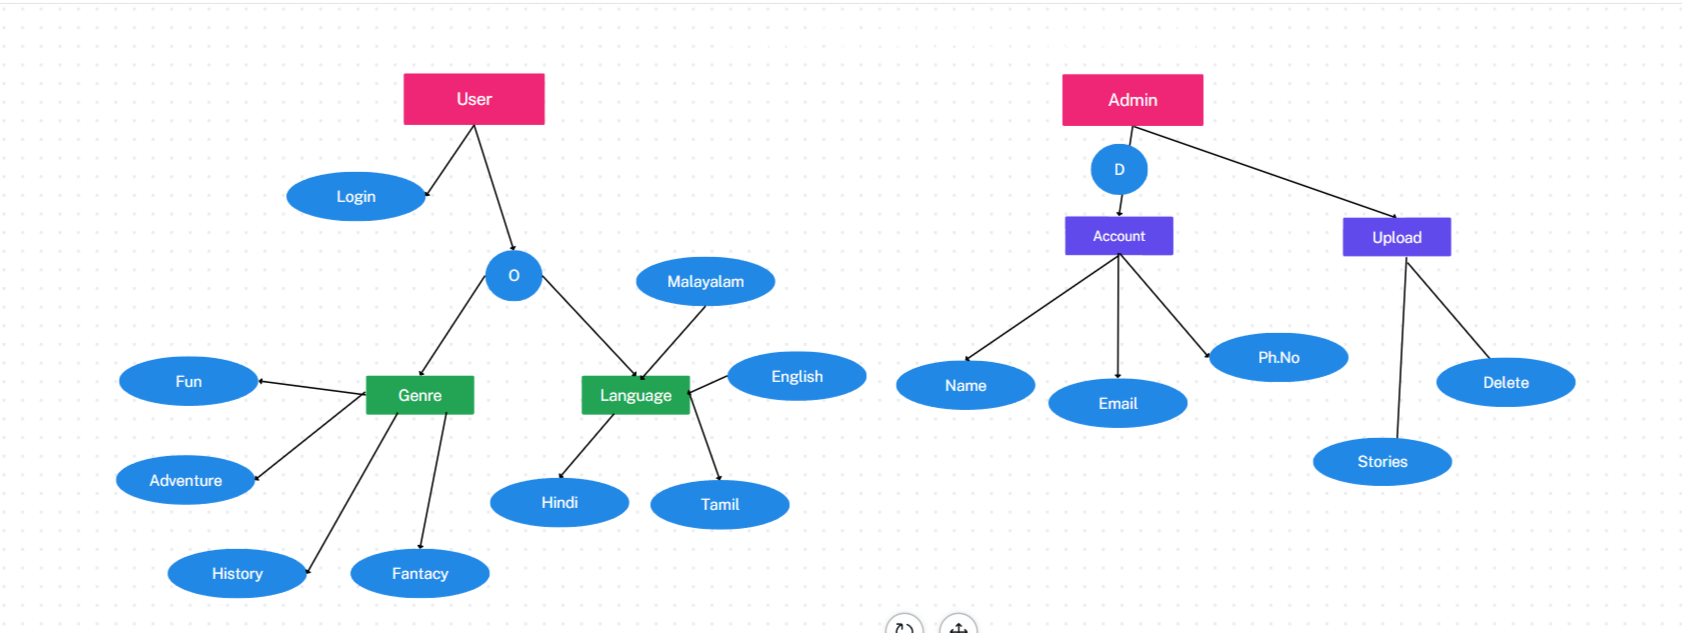 User
Admin
Login
D
Account
Upload
O
Malayalam
Ph.No
English
Fun
Genre
Language
Name
Email
Delete
Adventure
Stories
Hindi
Tamil
History
Fantacy